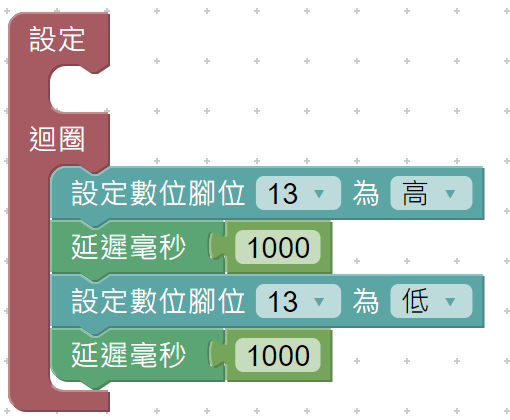 設定
迴圈
設定數位腳位 13 為 高
延遲毫秒 1000
設定數位腳位 13 為 低
延遲毫秒 1000